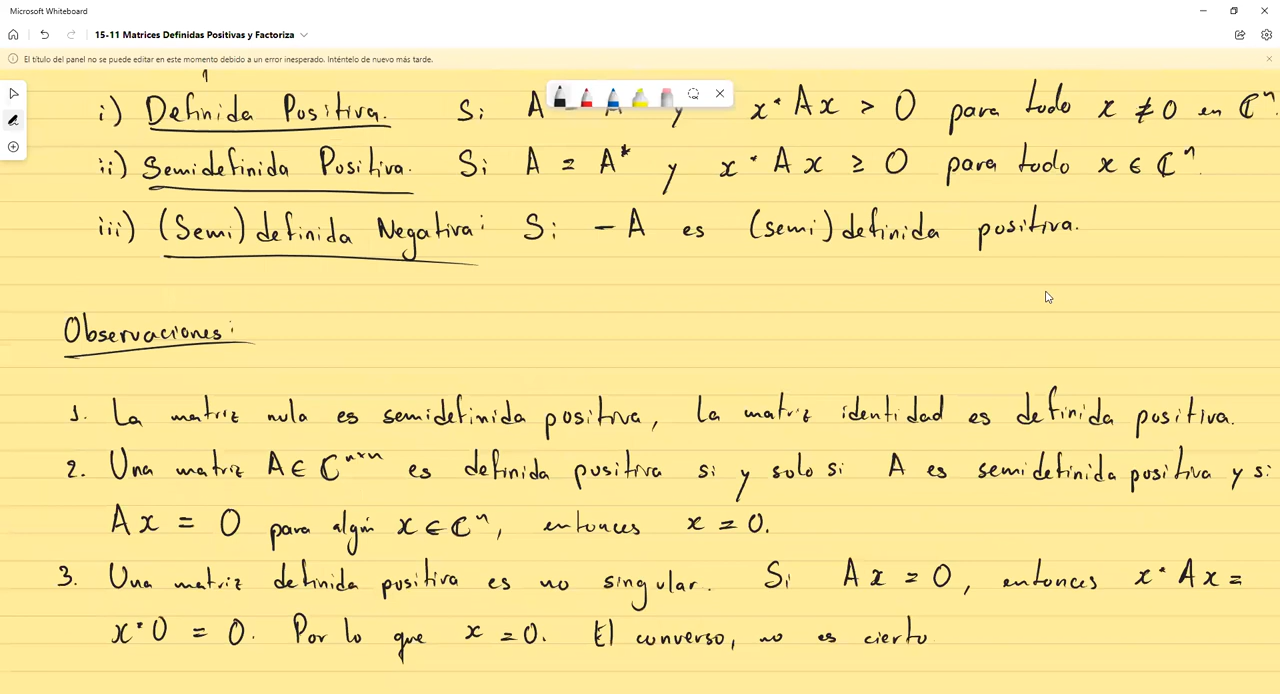 Microsoft Whiteboard
15-11 Matrices Definidas Positivas y Factoriza
El título del panel no se puede editar en este momento debido a un error inesperado. Inténtelo de nuevo más tarde.
i) Definida Positiva. Si A y x* Ax > 0 para todo x ≠ 0 en ℂⁿ.
ii) Semidefinida Positiva. Si A = A* y x* A x ≥ 0 para todo x ∈ ℂⁿ.
iii) (Semi) definida Negativa: Si -A es (semi) definida positiva.
Observaciones:
1. La matriz nula es semidefinida positiva, la matriz identidad es definida positiva.
2. Una matriz A ∈ ℂⁿˣⁿ es definida positiva si y solo si A es semidefinida positiva y si
Ax = 0 para algún x ∈ ℂⁿ, entonces x = 0.
3. Una matriz definida positiva es no singular. Si Ax = 0, entonces x* Ax =
x* 0 = 0. Por lo que x = 0. El converso, no es cierto